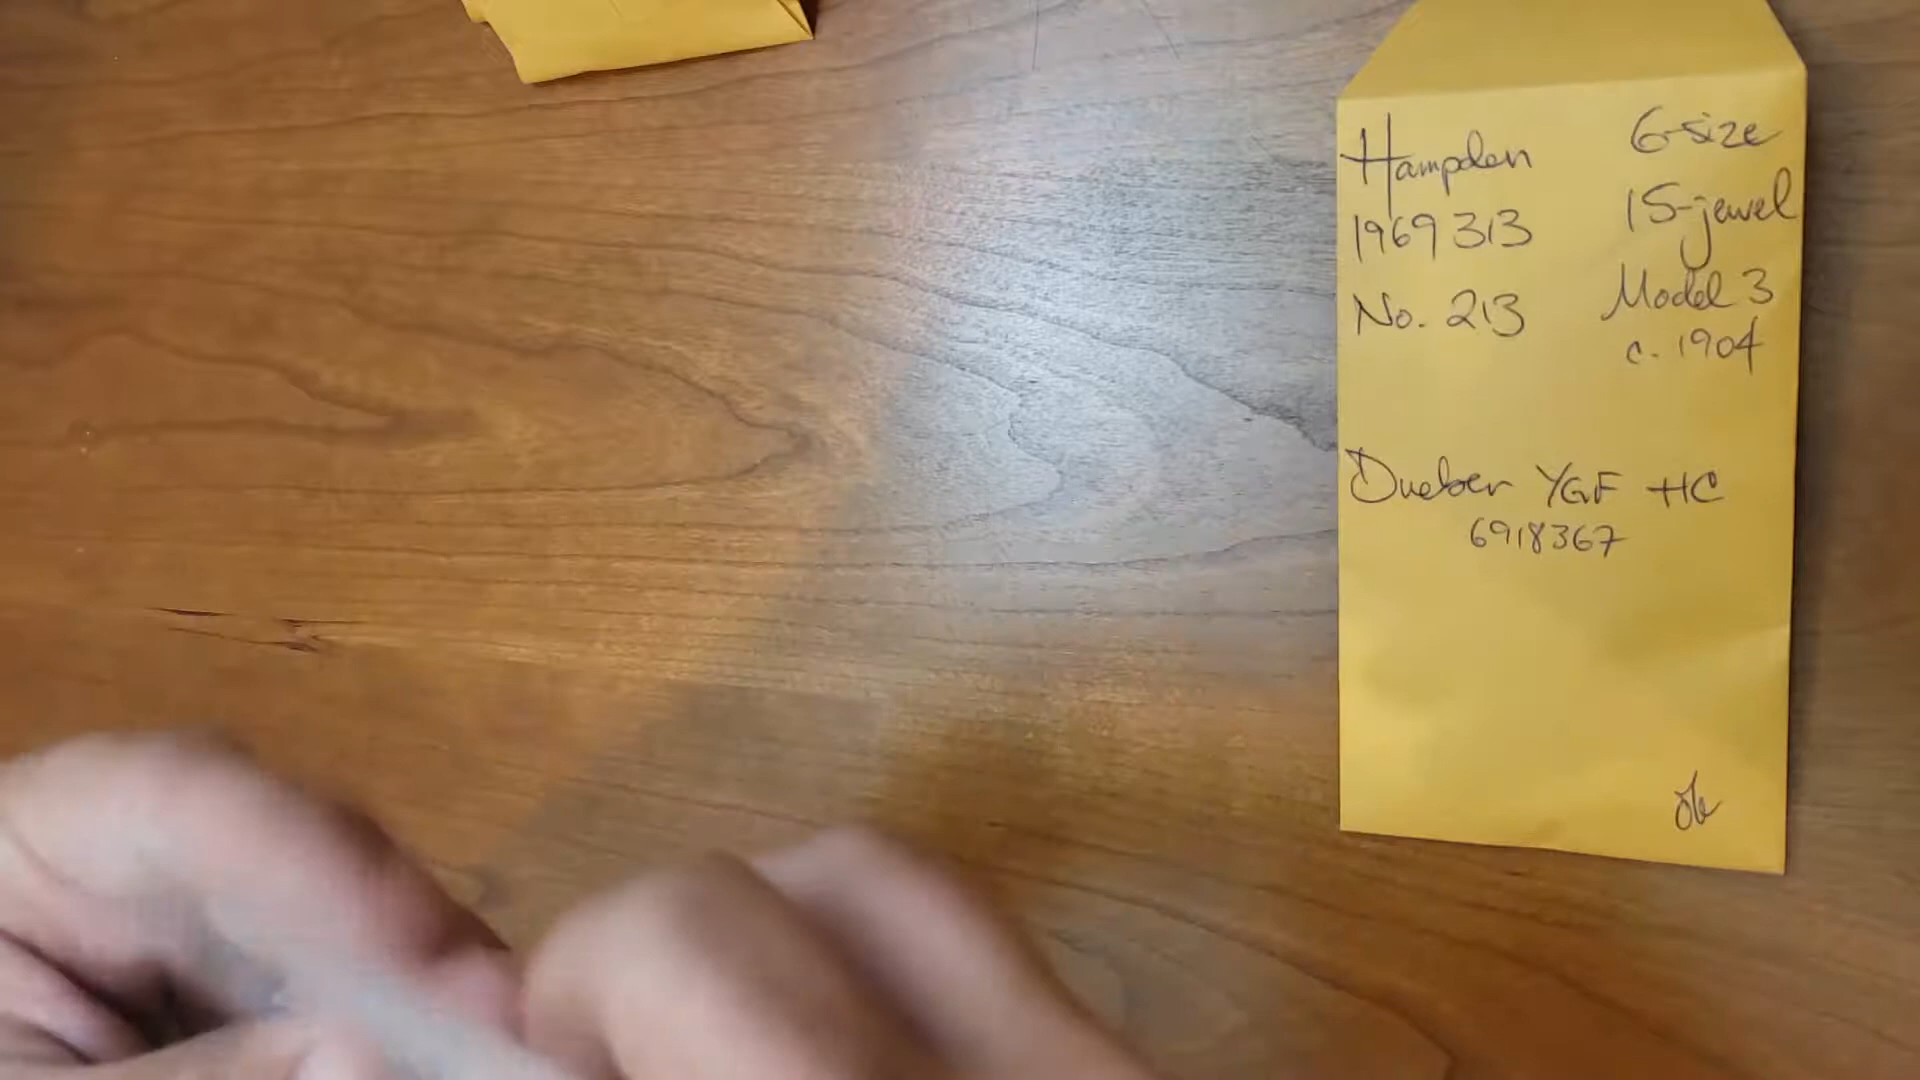 Hampden
1969313
No. 213
6-size
15-jewel
Model 3
c. 1904
Dueber YGF HC
6918367